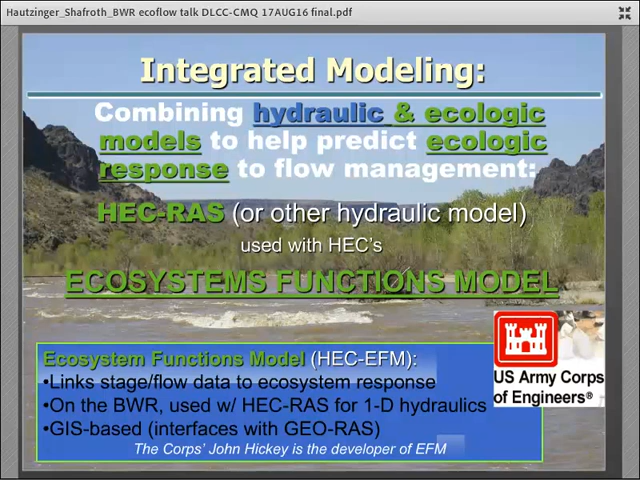 Hautzinger_Shafroth_BWR ecoflow talk DLCC-CMQ 17AUG16 final.pdf
Integrated Modeling:
Combining hydraulic & ecologic
models to help predict ecologic
response to flow management:
HEC-RAS (or other hydraulic model)
used with HEC's
ECOSYSTEMS FUNCTIONS MODEL
Ecosystem Functions Model (HEC-EFM):
•Links stage/flow data to ecosystem response
•On the BWR, used w/ HEC-RAS for 1-D hydraulics
•GIS-based (interfaces with GEO-RAS)
The Corps' John Hickey is the developer of EFM
US Army Corps
of Engineers®